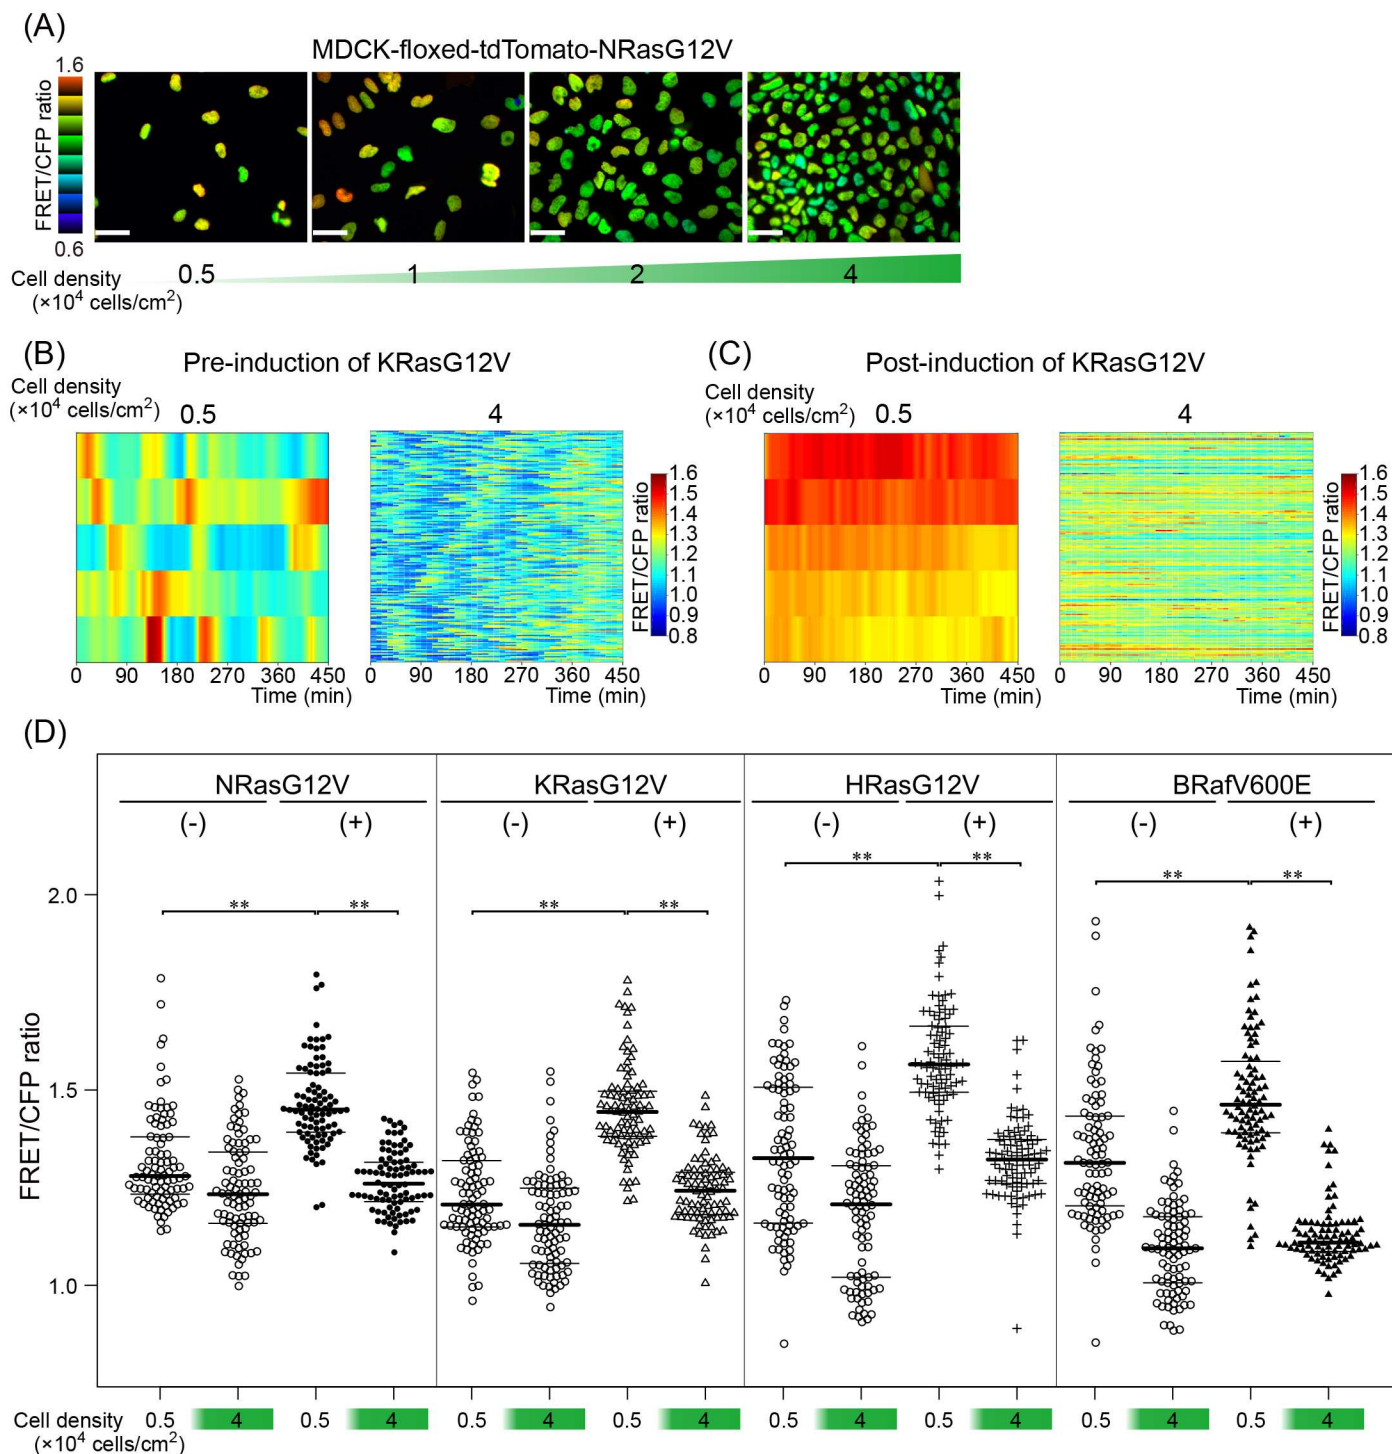 (A)
MDCK-floxed-tdTomato-NRasG12V
1.6
FRET/CFP ratio
0.6
Cell density
(×10⁴ cells/cm²)
0.5 1 2 4
(B)
Pre-induction of KRasG12V
Cell density
(×10⁴ cells/cm²)
0.5 4
1.6
1.5
1.4
1.3
1.2
1.1
1.0
0.9
0.8
FRET/CFP ratio
0 90 180 270 360 450
Time (min)
0 90 180 270 360 450
Time (min)
(C)
Post-induction of KRasG12V
Cell density
(×10⁴ cells/cm²)
0.5 4
1.6
1.5
1.4
1.3
1.2
1.1
1.0
0.9
0.8
FRET/CFP ratio
0 90 180 270 360 450
Time (min)
0 90 180 270 360 450
Time (min)
(D)
NRasG12V KRasG12V HRasG12V BRafV600E
(-) (+) (-) (+) (-) (+) (-) (+)
** ** ** ** ** ** ** **
2.0
1.5
1.0
FRET/CFP ratio
Cell density
(×10⁴ cells/cm²)
0.5 4 0.5 4 0.5 4 0.5 4 0.5 4 0.5 4 0.5 4 0.5 4